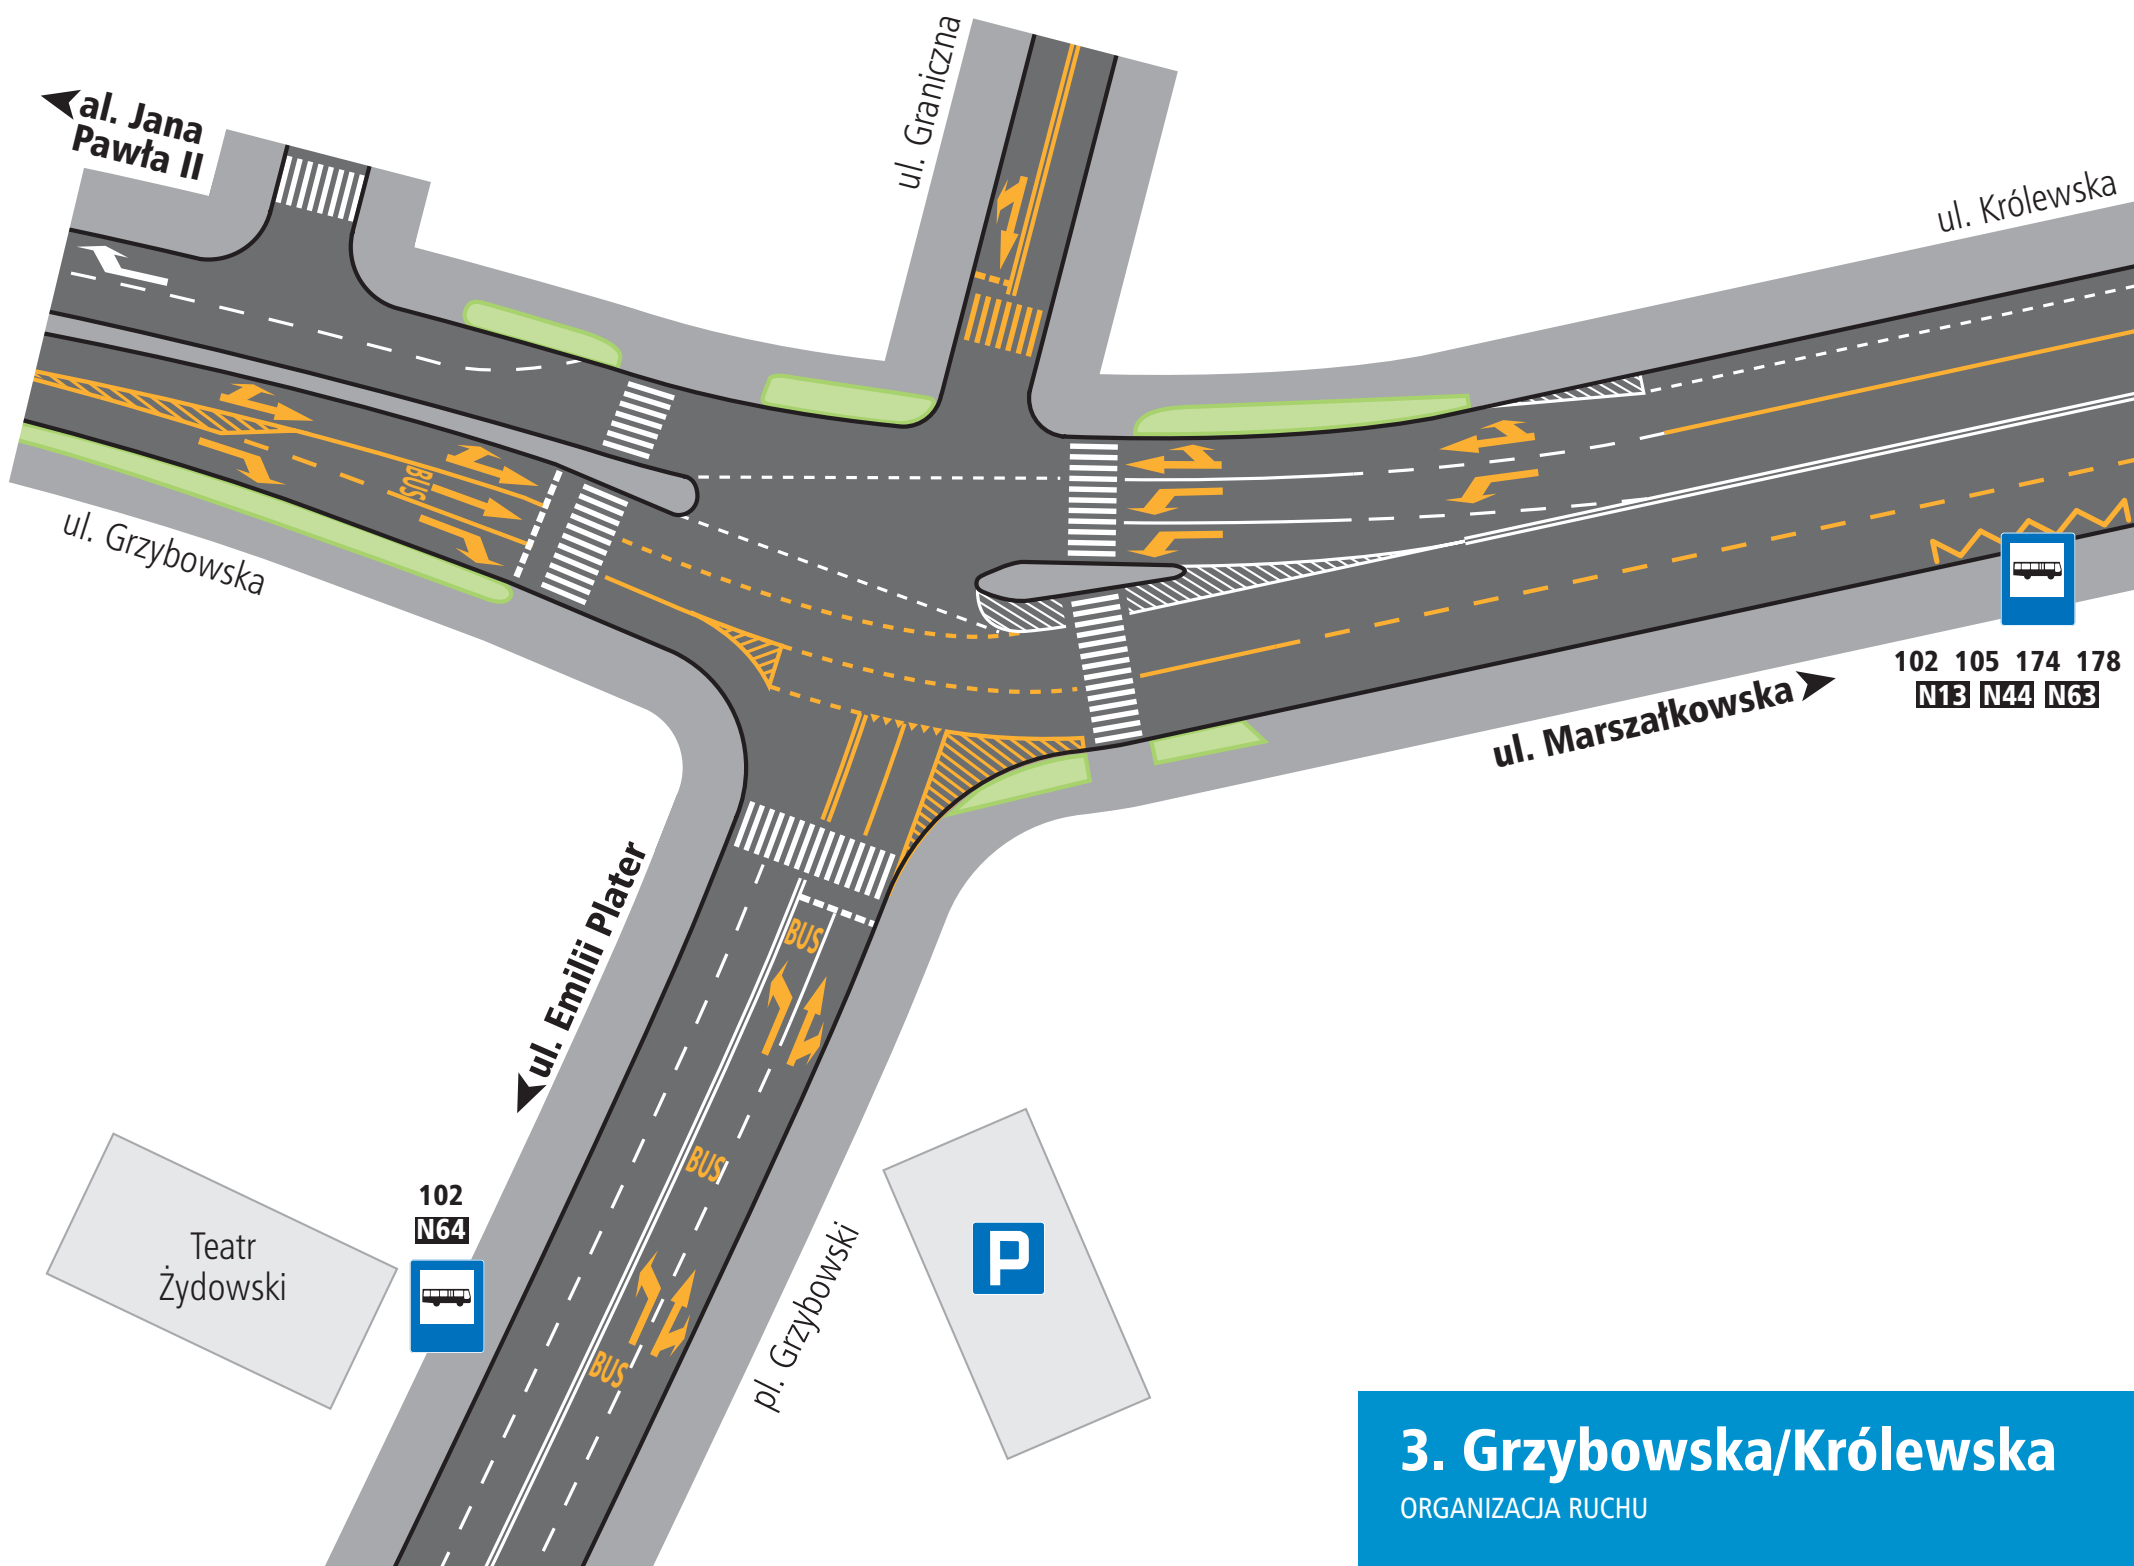 al. Jana
Pawła II
ul. Graniczna
ul. Królewska
ul. Grzybowska
BUS
102 105 174 178
N13 N44 N63
ul. Marszałkowska
ul. Emilii Plater
BUS
BUS
BUS
102
N64
Teatr
Żydowski
pl. Grzybowski
P
3. Grzybowska/Królewska
ORGANIZACJA RUCHU